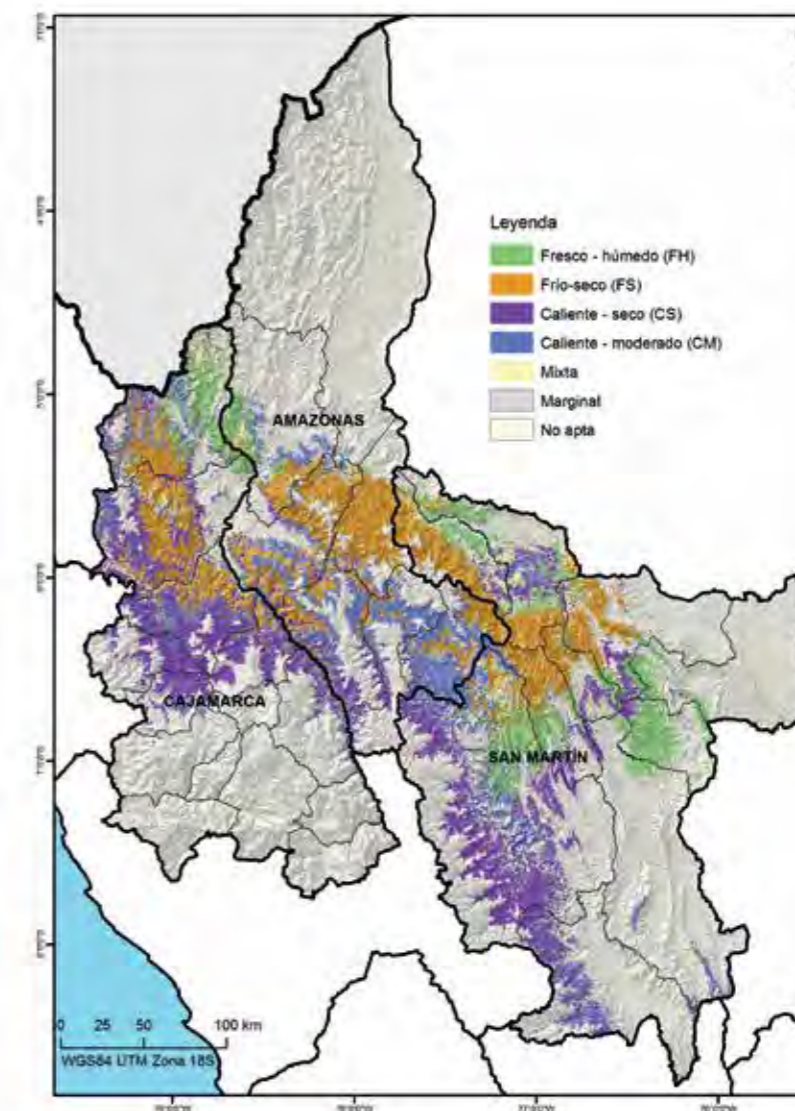 Leyenda
Fresco - húmedo (FH)
Frío-seco (FS)
Caliente - seco (CS)
Caliente - moderado (CM)
Mixta
Marginal
No apta
AMAZONAS
CAJAMARCA
SAN MARTÍN
0 25 50 100 km
WGS84 UTM Zona 18S